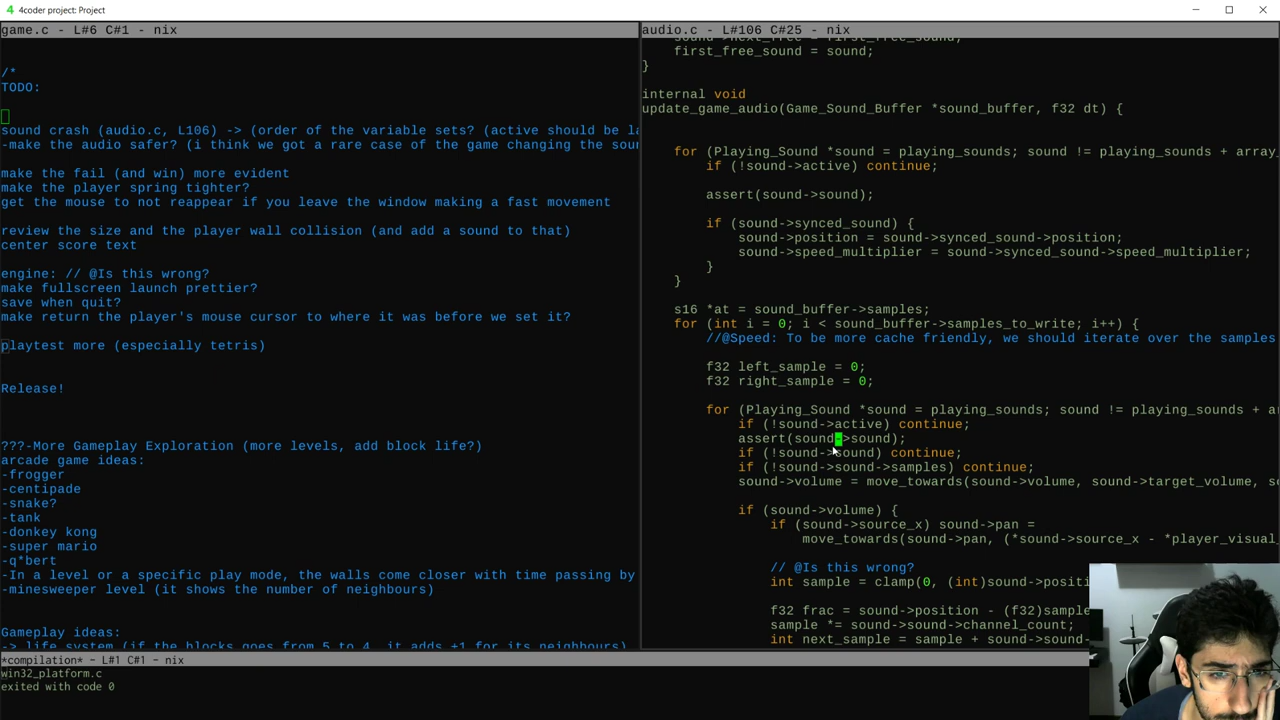 4coder project: Project
game.c - L#6 C#1 - nix
/*
TODO:
sound crash (audio.c, L106) -> (order of the variable sets? (active should be la
-make the audio safer? (i think we got a rare case of the game changing the soun
make the fail (and win) more evident
make the player spring tighter?
get the mouse to not reappear if you leave the window making a fast movement
review the size and the player wall collision (and add a sound to that)
center score text
engine: // @Is this wrong?
make fullscreen launch prettier?
save when quit?
make return the player's mouse cursor to where it was before we set it?
playtest more (especially tetris)
Release!
???-More Gameplay Exploration (more levels, add block life?)
arcade game ideas:
-frogger
-centipade
-snake?
-tank
-donkey kong
-super mario
-q*bert
-In a level or a specific play mode, the walls come closer with time passing by
-minesweeper level (it shows the number of neighbours)
Gameplay ideas:
-> life system (if the blocks goes from 5 to 4, it adds +1 for its neighbours)
audio.c - L#106 C#25 - nix
sound->next_free = first_free_sound;
first_free_sound = sound;
}
internal void
update_game_audio(Game_Sound_Buffer *sound_buffer, f32 dt) {
for (Playing_Sound *sound = playing_sounds; sound != playing_sounds + array_
if (!sound->active) continue;
assert(sound->sound);
if (sound->synced_sound) {
sound->position = sound->synced_sound->position;
sound->speed_multiplier = sound->synced_sound->speed_multiplier;
}
}
s16 *at = sound_buffer->samples;
for (int i = 0; i < sound_buffer->samples_to_write; i++) {
//@Speed: To be more cache friendly, we should iterate over the samples
f32 left_sample = 0;
f32 right_sample = 0;
for (Playing_Sound *sound = playing_sounds; sound != playing_sounds + ar
if (!sound->active) continue;
assert(sound->sound);
if (!sound->sound) continue;
if (!sound->sound->samples) continue;
sound->volume = move_towards(sound->volume, sound->target_volume, so
if (sound->volume) {
if (sound->source_x) sound->pan =
move_towards(sound->pan, (*sound->source_x - *player_visual_
// @Is this wrong?
int sample = clamp(0, (int)sound->positi
f32 frac = sound->position - (f32)sample
sample *= sound->sound->channel_count;
int next_sample = sample + sound->sound-
*compilation* - L#1 C#1 - nix
win32_platform.c
exited with code 0